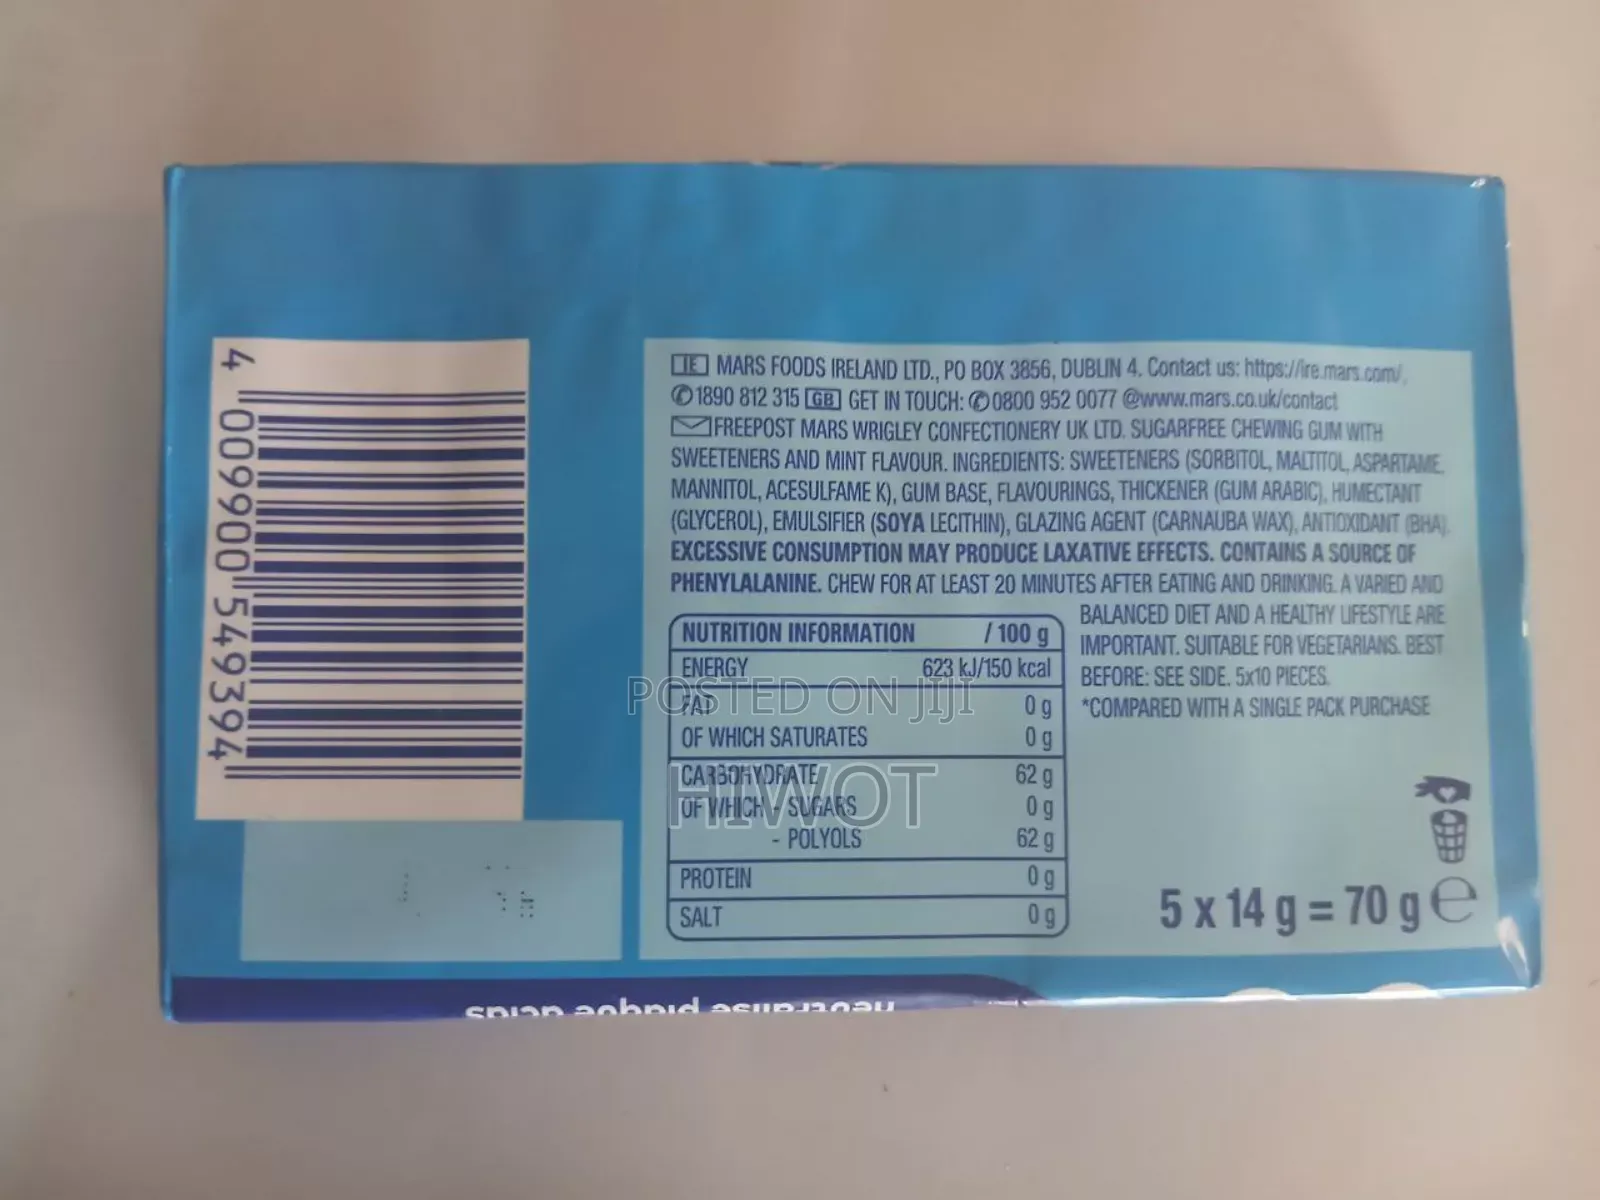 IE MARS FOODS IRELAND LTD., PO BOX 3856, DUBLIN 4. Contact us: https://ire.mars.com/,
✆1890 812 315 GB GET IN TOUCH: ✆0800 952 0077 @www.mars.co.uk/contact
FREEPOST MARS WRIGLEY CONFECTIONERY UK LTD. SUGARFREE CHEWING GUM WITH
SWEETENERS AND MINT FLAVOUR. INGREDIENTS: SWEETENERS (SORBITOL, MALTITOL, ASPARTAME,
MANNITOL, ACESULFAME K), GUM BASE, FLAVOURINGS, THICKENER (GUM ARABIC), HUMECTANT
(GLYCEROL), EMULSIFIER (SOYA LECITHIN), GLAZING AGENT (CARNAUBA WAX), ANTIOXIDANT (BHA).
EXCESSIVE CONSUMPTION MAY PRODUCE LAXATIVE EFFECTS. CONTAINS A SOURCE OF
PHENYLALANINE. CHEW FOR AT LEAST 20 MINUTES AFTER EATING AND DRINKING. A VARIED AND
BALANCED DIET AND A HEALTHY LIFESTYLE ARE
IMPORTANT. SUITABLE FOR VEGETARIANS. BEST
BEFORE: SEE SIDE. 5x10 PIECES.
*COMPARED WITH A SINGLE PACK PURCHASE
NUTRITION INFORMATION / 100 g
ENERGY 623 kJ/150 kcal
FAT 0 g
OF WHICH SATURATES 0 g
CARBOHYDRATE 62 g
OF WHICH - SUGARS 0 g
- POLYOLS 62 g
PROTEIN 0 g
SALT 0 g
5 x 14 g = 70 g ℮
4 009900 549394
neutralise plaque acids
POSTED ON JIJI
HIWOT